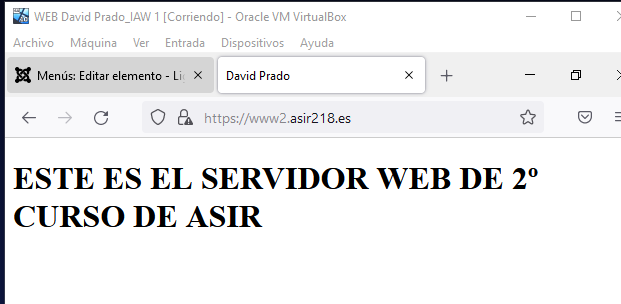 WEB David Prado_IAW 1 [Corriendo] - Oracle VM VirtualBox
Archivo Máquina Ver Entrada Dispositivos Ayuda
Menús: Editar elemento - Lig
David Prado
https://www2.asir218.es
ESTE ES EL SERVIDOR WEB DE 2º
CURSO DE ASIR